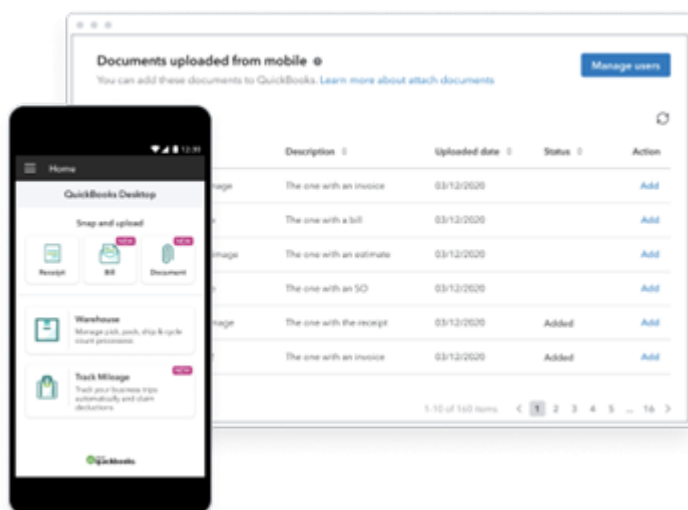 Documents uploaded from mobile
You can add these documents to QuickBooks. Learn more about attach documents
Manage users
Description Uploaded date Status Action
mage The one with an invoice 03/12/2020 Add
The one with a bill 03/12/2020 Add
image The one with an estimate 03/12/2020 Add
The one with an SO 03/12/2020 Add
mage The one with the receipt 03/12/2020 Added Add
The one with an invoice 03/12/2020 Added Add
1-10 of 160 items < 1 2 3 4 5 ... 16 >
12:30
Home
QuickBooks Desktop
Snap and upload
NEW NEW
Receipt Bill Document
Warehouse
Manage pick, pack, ship & cycle
count processes
NEW
Track Mileage
Track your business trips
automatically and claim
deductions
quickbooks